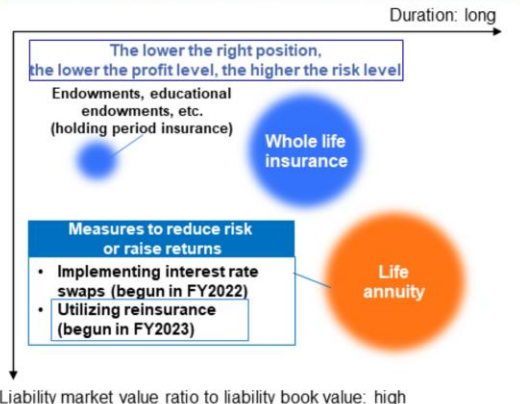 Duration: long
The lower the right position,
the lower the profit level, the higher the risk level
Endowments, educational
endowments, etc.
(holding period insurance)
Whole life
insurance
Measures to reduce risk
or raise returns
• Implementing interest rate
swaps (begun in FY2022)
• Utilizing reinsurance
(begun in FY2023)
Life
annuity
Liability market value ratio to liability book value: high